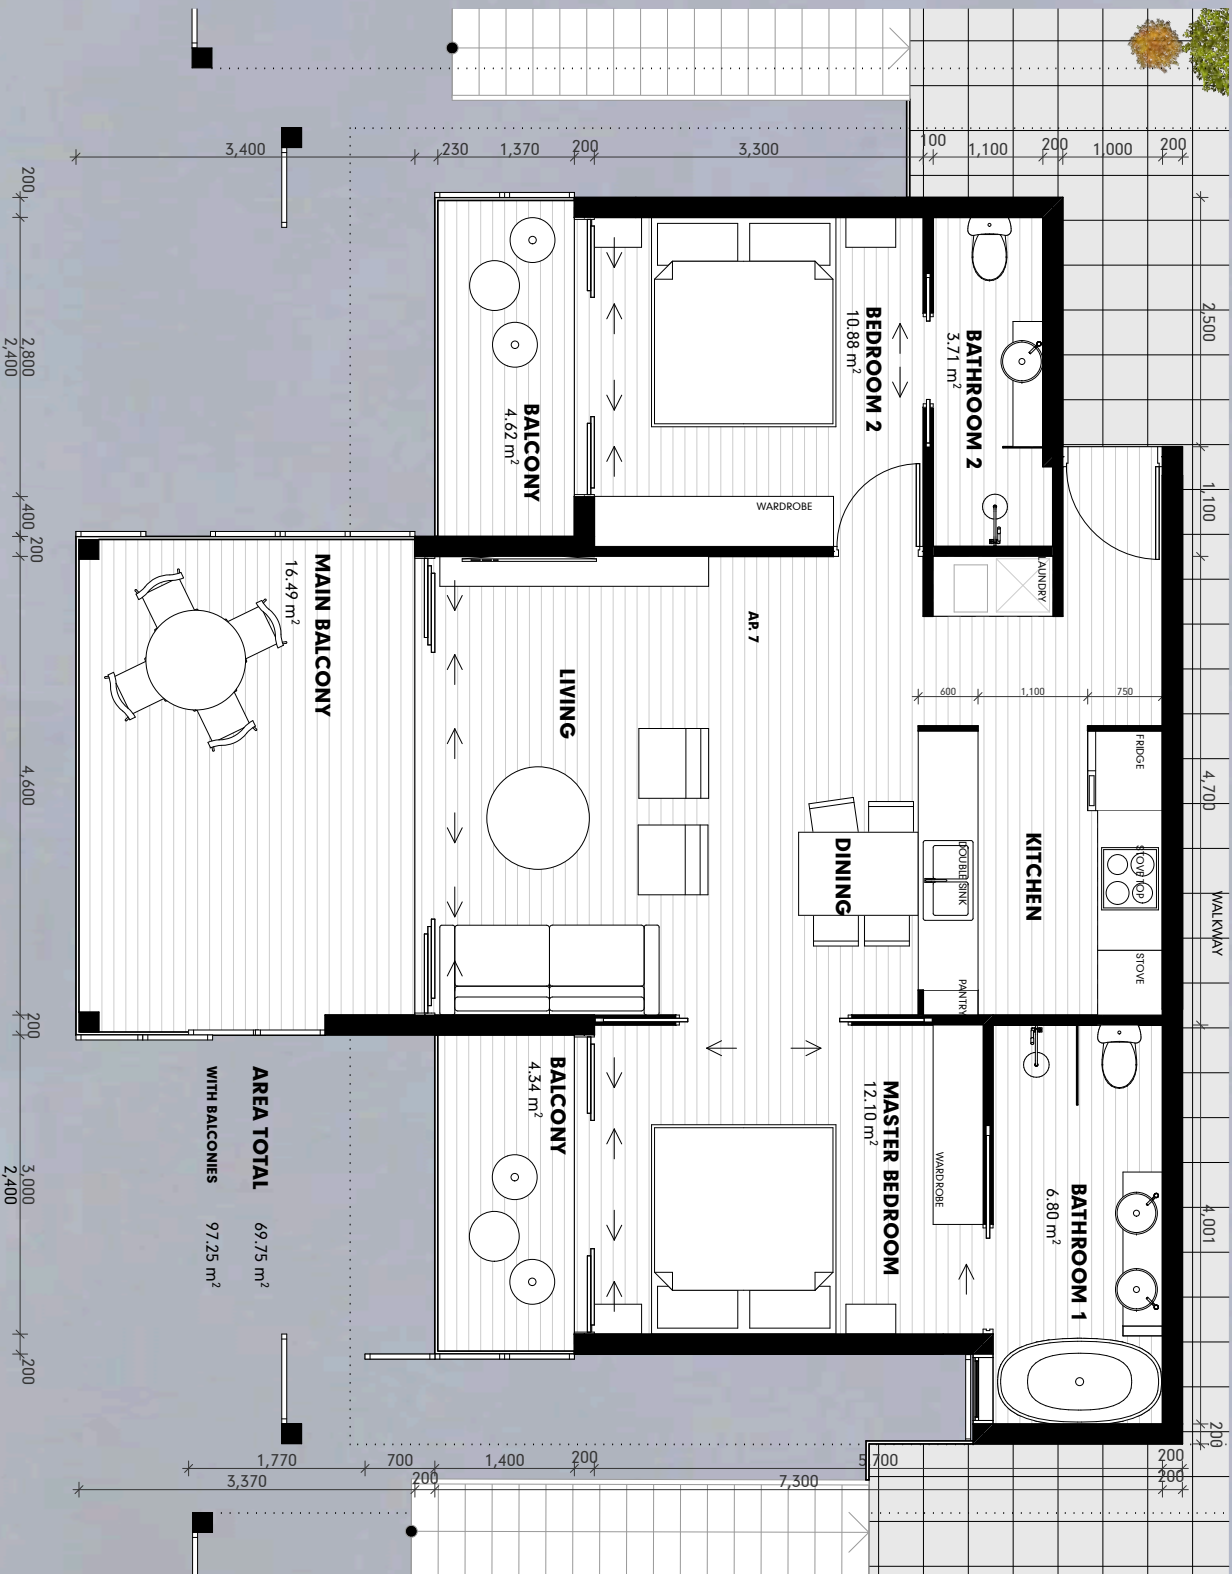 3,400
230
1,370
200
3,300
100
1,100
200
1,000
200
200
2,800
2,400
400
200
4,600
200
3,000
2,400
200
2,500
1,100
4,700
4,001
200
WALKWAY
BEDROOM 2
10.88 m²
BATHROOM 2
3.71 m²
BALCONY
4.62 m²
WARDROBE
LAUNDRY
MAIN BALCONY
16.49 m²
AP. 7
LIVING
600
1,100
750
FRIDGE
KITCHEN
DINING
DOUBLE SINK
STOVE TOP
STOVE
PANTRY
BALCONY
4.34 m²
MASTER BEDROOM
12.10 m²
WARDROBE
BATHROOM 1
6.80 m²
AREA TOTAL 69.75 m²
WITH BALCONIES 97.25 m²
1,770
700
1,400
200
5,700
200
3,370
200
7,300
200